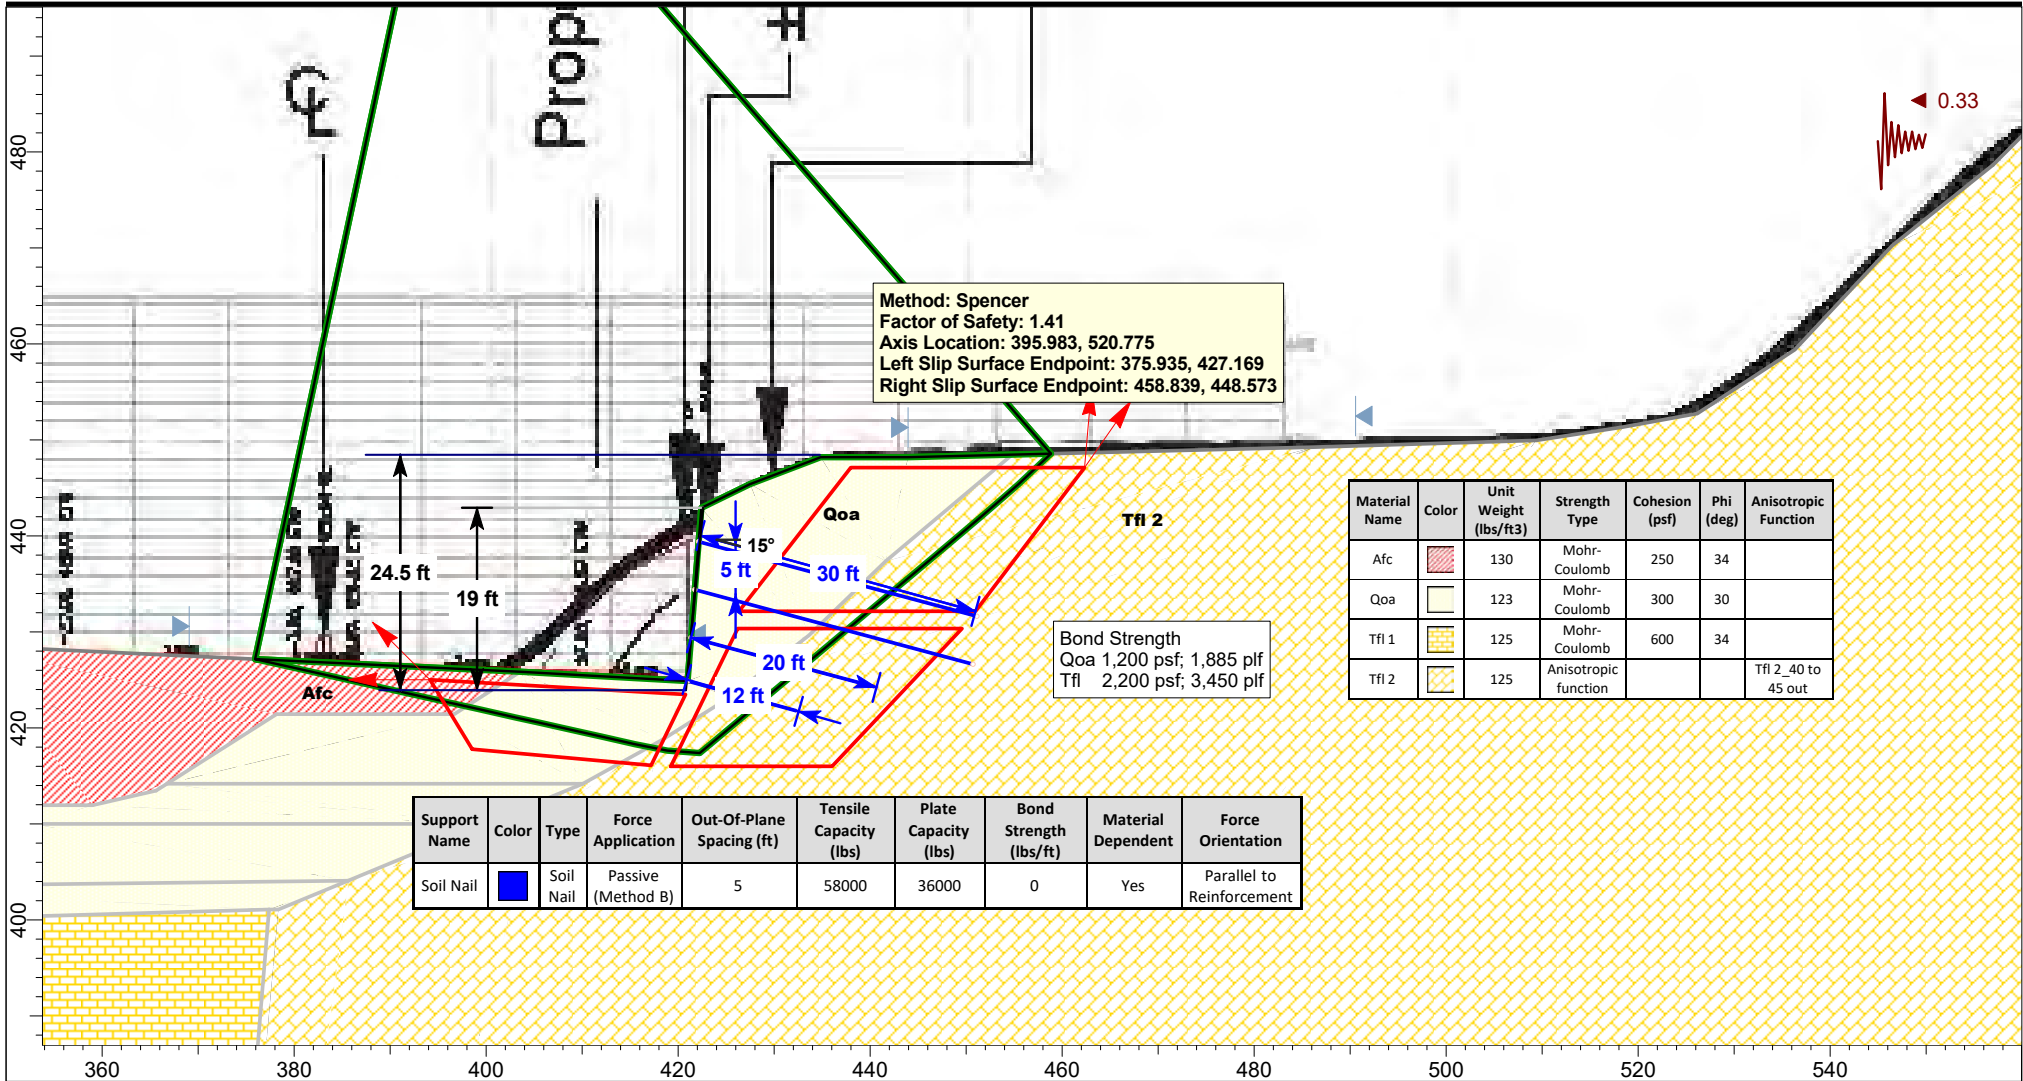 ℄
Prop
0.33
480
460
440
420
400
Method: Spencer
Factor of Safety: 1.41
Axis Location: 395.983, 520.775
Left Slip Surface Endpoint: 375.935, 427.169
Right Slip Surface Endpoint: 458.839, 448.573
Qoa
Tfl 2
15°
5 ft
30 ft
24.5 ft
19 ft
20 ft
12 ft
Afc
Bond Strength
Qoa 1,200 psf; 1,885 plf
Tfl 2,200 psf; 3,450 plf
Material Name Color Unit Weight (lbs/ft3) Strength Type Cohesion (psf) Phi (deg) Anisotropic Function
Afc 130 Mohr-Coulomb 250 34
Qoa 123 Mohr-Coulomb 300 30
Tfl 1 125 Mohr-Coulomb 600 34
Tfl 2 125 Anisotropic function Tfl 2_40 to 45 out
Support Name Color Type Force Application Out-Of-Plane Spacing (ft) Tensile Capacity (lbs) Plate Capacity (lbs) Bond Strength (lbs/ft) Material Dependent Force Orientation
Soil Nail Soil Nail Passive (Method B) 5 58000 36000 0 Yes Parallel to Reinforcement
360 380 400 420 440 460 480 500 520 540